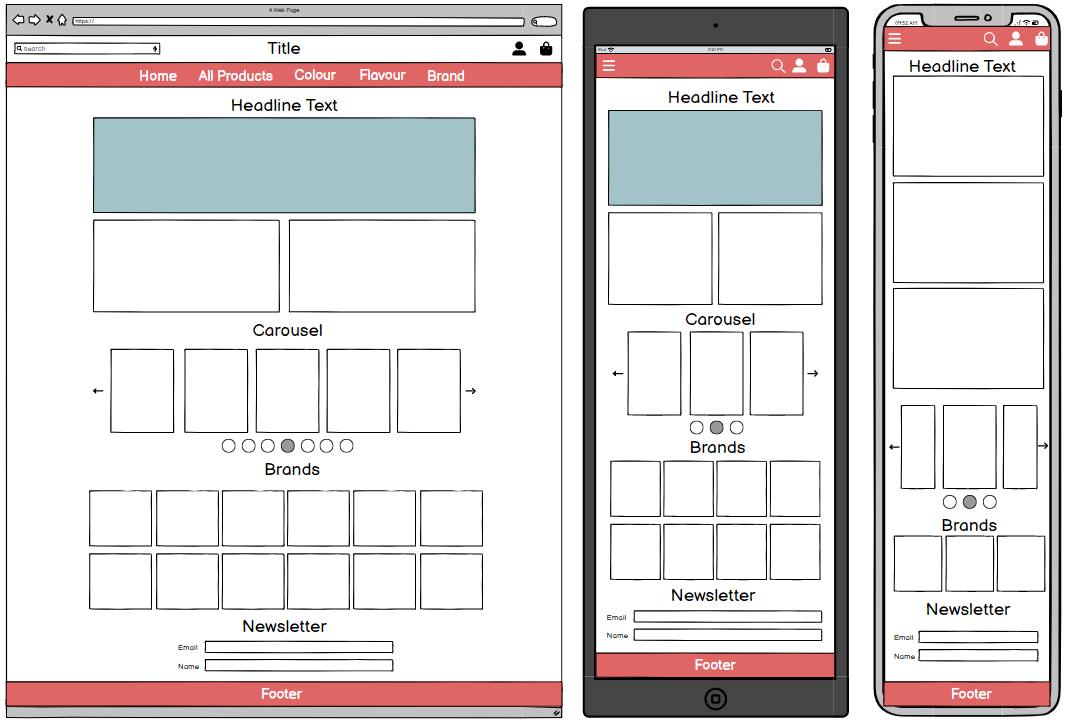 A Web Page
https://
search
Title
Home All Products Colour Flavour Brand
Headline Text
Carousel
Brands
Newsletter
Email
Name
Footer
iPad
3:51 PM
Headline Text
Carousel
Brands
Newsletter
Email
Name
Footer
09:52 AM
Headline Text
Brands
Newsletter
Email
Name
Footer